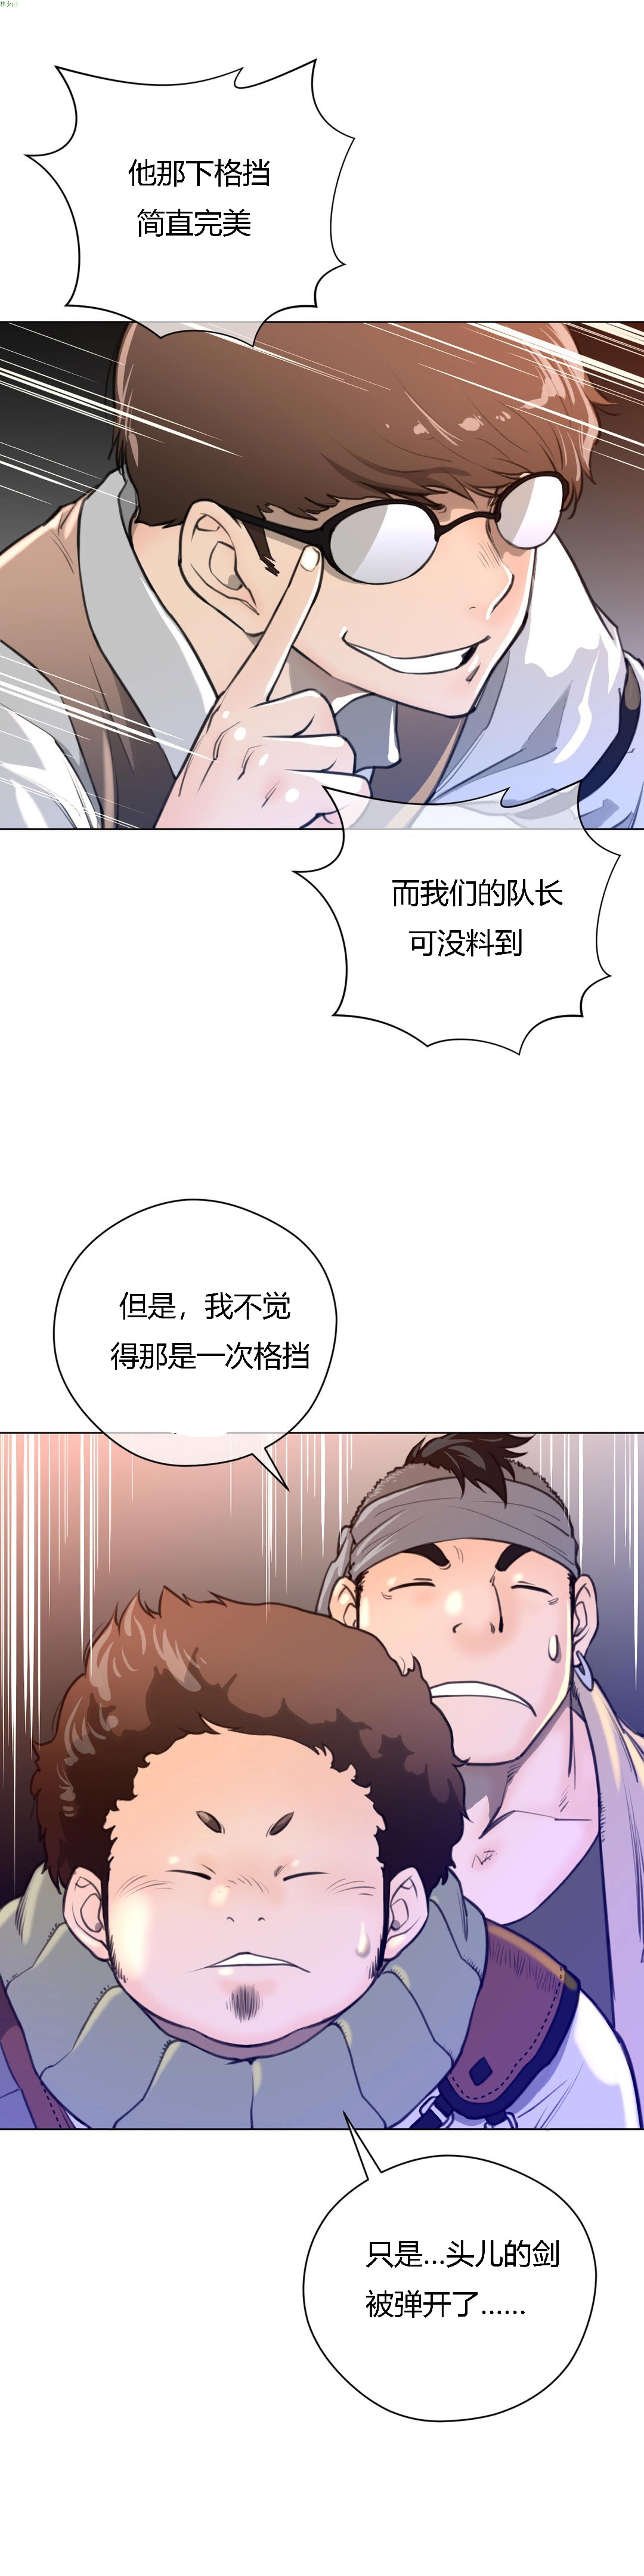 他那下格挡
简直完美
而我们的队长
可没料到
但是，我不觉
得那是一次格挡
只是...头儿的剑
被弹开了......